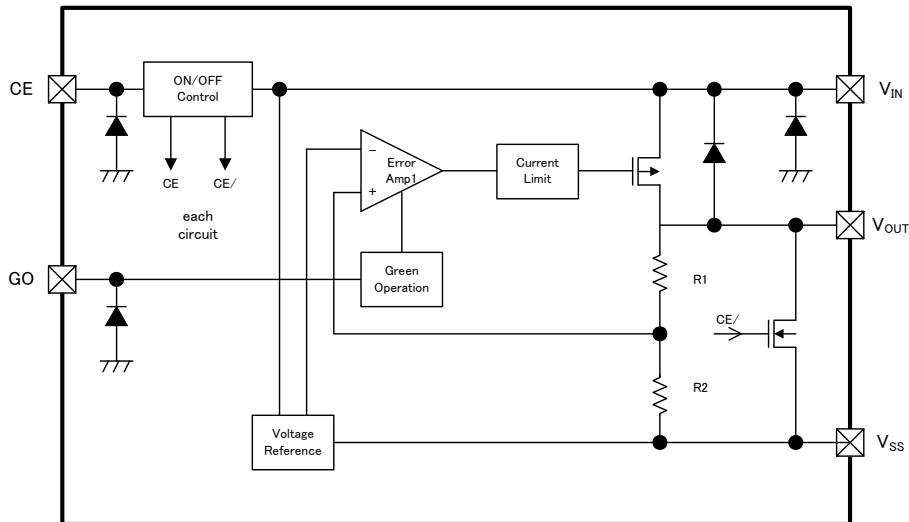 CE
ON/OFF
Control
VIN
CE
CE/
each
circuit
−
Error
Amp1
+
Current
Limit
VOUT
GO
Green
Operation
R1
CE/
R2
Voltage
Reference
VSS